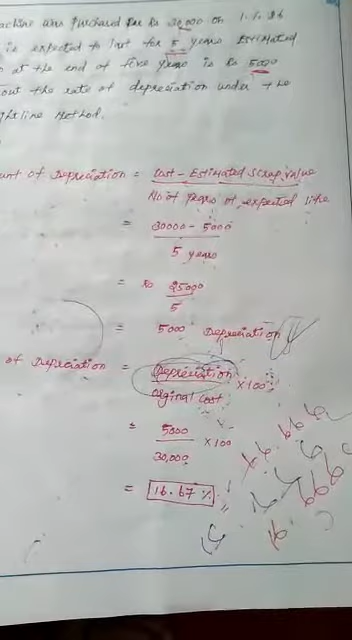 achine was purchased for Rs 30,000 on 1.1.86
is expected to last for 5 years Estimated
at the end of five years is Rs 5000
out the rate of depreciation under the
ghtline Method.
unt of Depreciation = Cost - Estimated Scrap Value
No of years of expected life
= 30000 - 5000
5 years
= Rs 25000
5
= 5000 Depreciation
of Depreciation = Depreciation × 100
Orginal Cost
= 5000 × 100
30,000
= 16.67 %